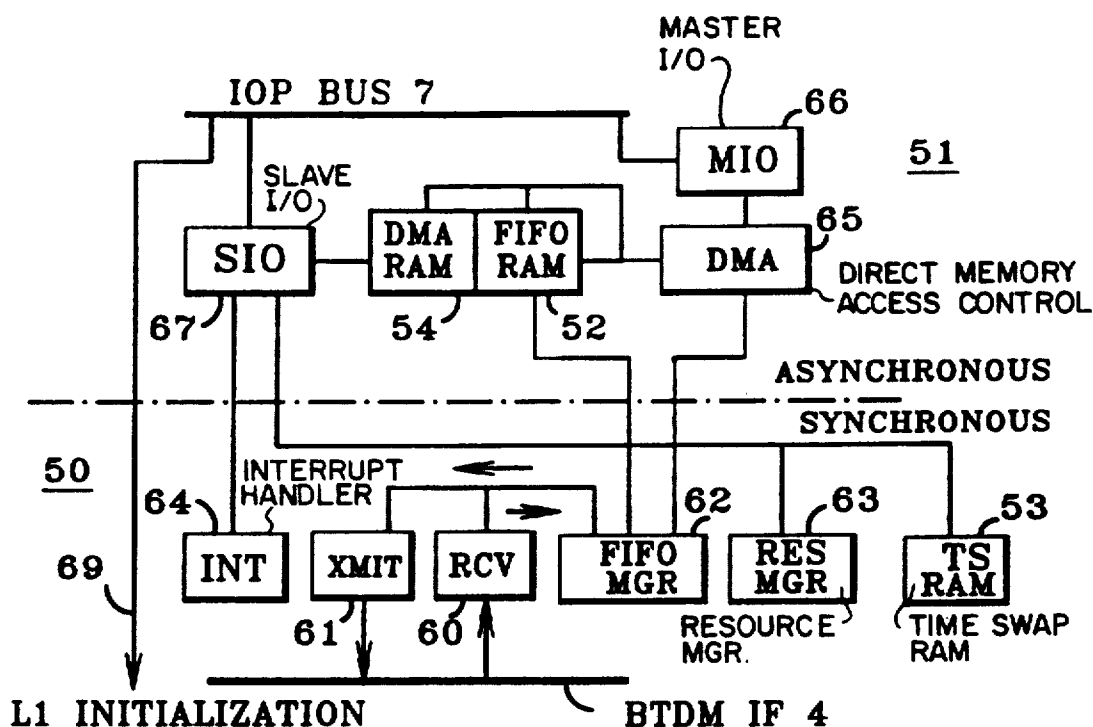 MASTER
I/O
IOP BUS 7
66
MIO
51
SLAVE
I/O
65
DMA
RAM
FIFO
RAM
SIO
DMA
DIRECT MEMORY
ACCESS CONTROL
67
54
52
ASYNCHRONOUS
SYNCHRONOUS
50
INTERRUPT
HANDLER
64
62
63
53
INT
XMIT
RCV
FIFO
MGR
RES
MGR
TS
RAM
69
61
60
RESOURCE
MGR.
TIME SWAP
RAM
L1 INITIALIZATION
BTDM IF 4